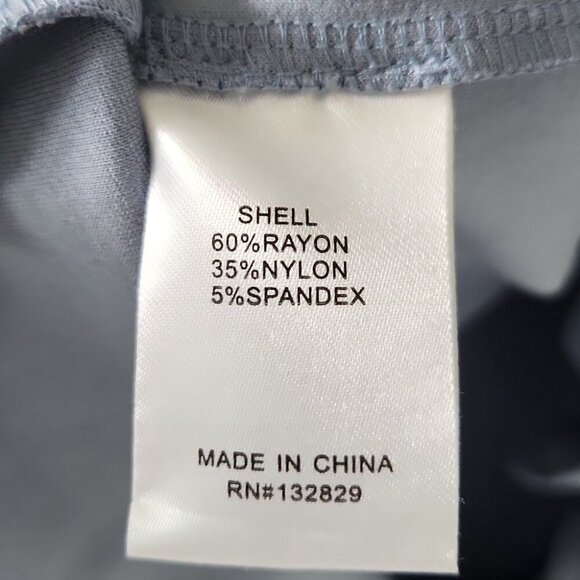 SHELL
60%RAYON
35%NYLON
5%SPANDEX
MADE IN CHINA
RN#132829